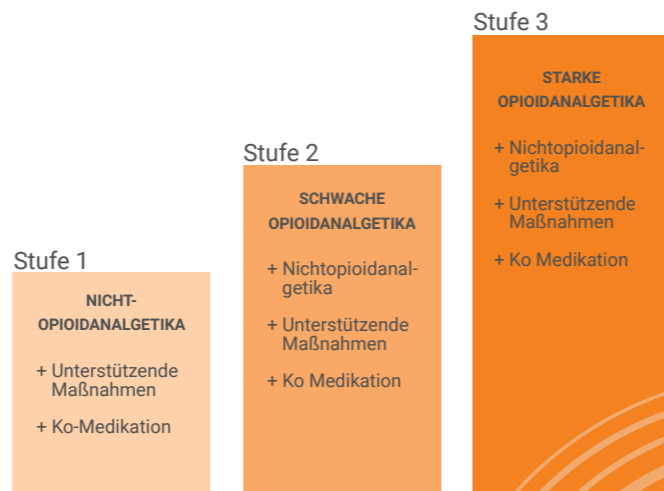 Stufe 1
NICHT-
OPIOIDANALGETIKA
+ Unterstützende
Maßnahmen
+ Ko-Medikation
Stufe 2
SCHWACHE
OPIOIDANALGETIKA
+ Nichtopioidanal-
getika
+ Unterstützende
Maßnahmen
+ Ko Medikation
Stufe 3
STARKE
OPIOIDANALGETIKA
+ Nichtopioidanal-
getika
+ Unterstützende
Maßnahmen
+ Ko Medikation